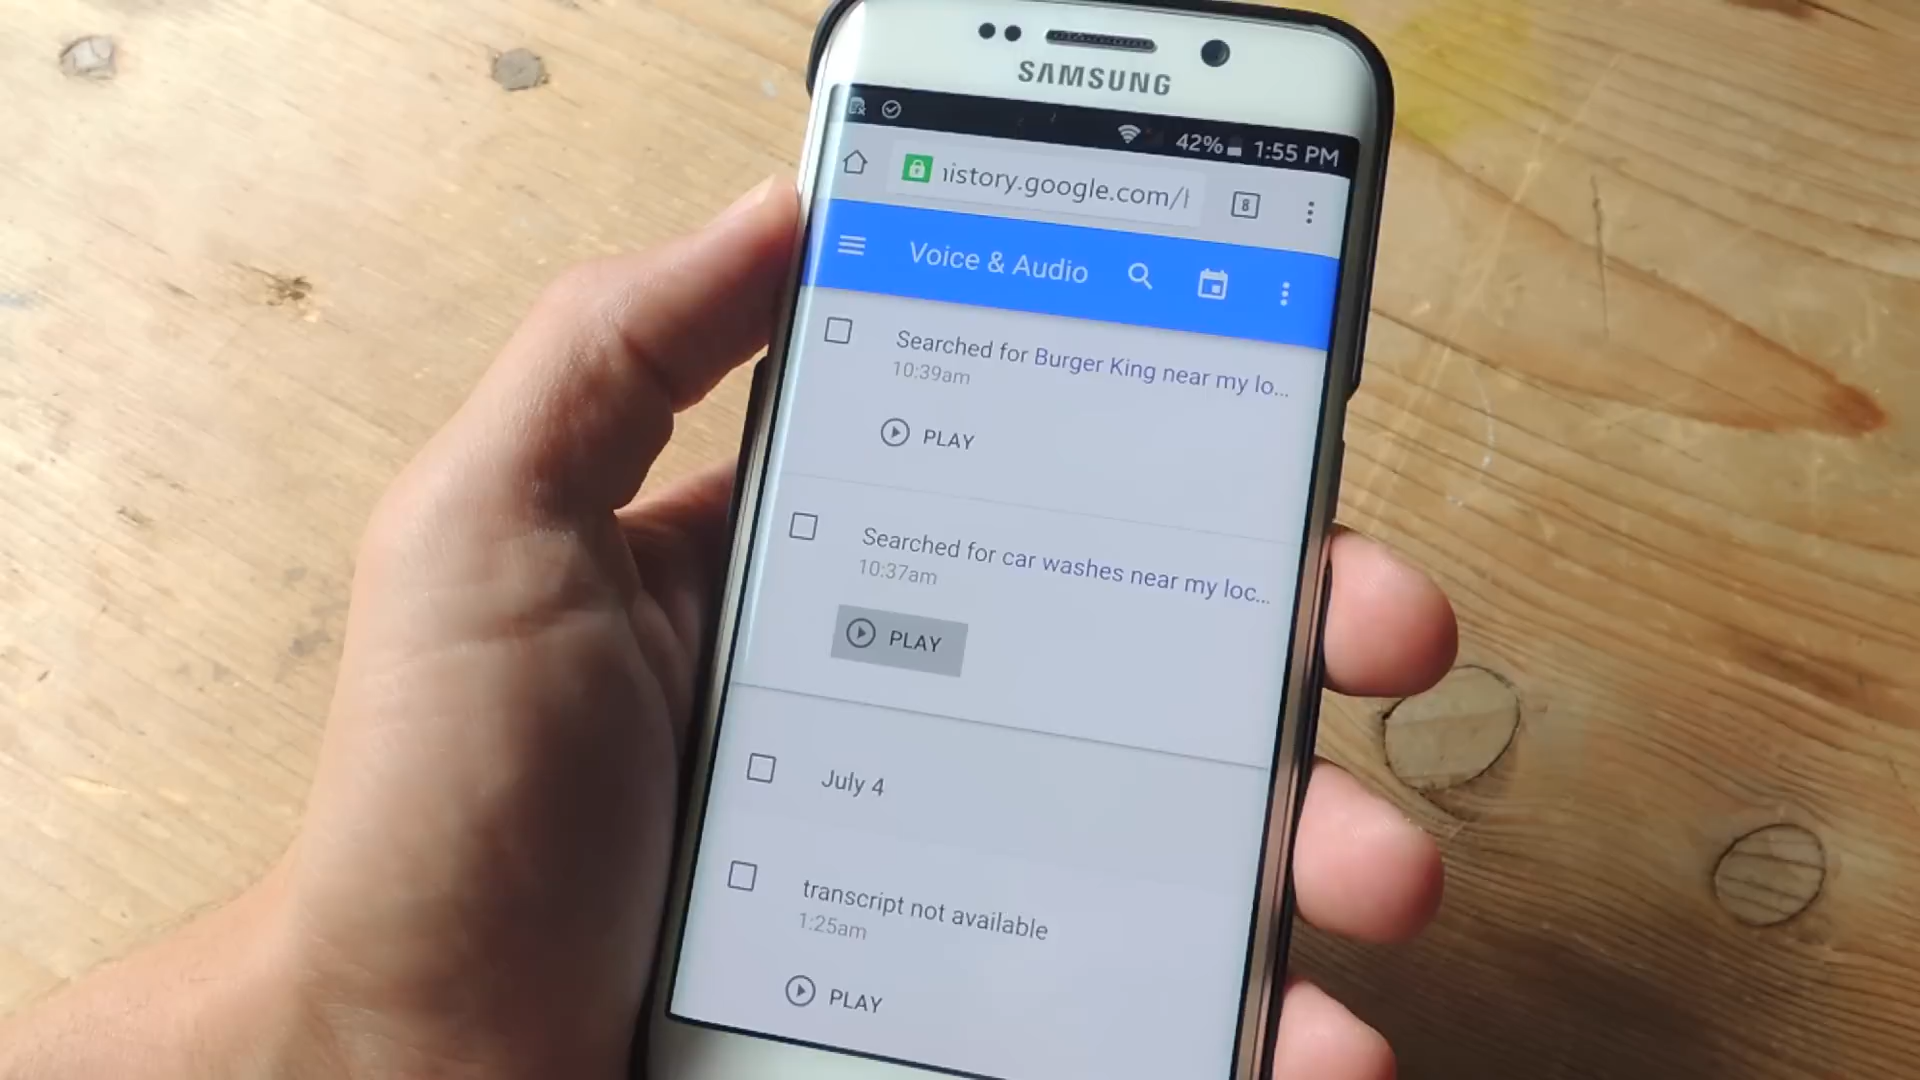 SAMSUNG
42% 1:55 PM
history.google.com/h
8
Voice & Audio
Searched for Burger King near my lo...
10:39am
PLAY
Searched for car washes near my loc...
10:37am
PLAY
July 4
transcript not available
1:25am
PLAY